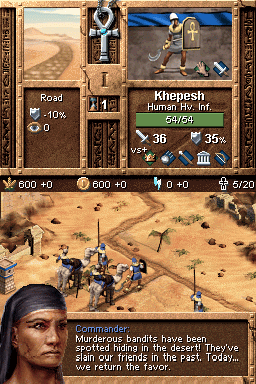 I
Road
-10%
0
1
Khepesh
Human Hv. Inf.
54/54
36
35%
vs+
600 +0
600 +0
0 +0
5/20
Commander:
Murderous bandits have been
spotted hiding in the desert! They've
slain our friends in the past. Today...
we return the favor.